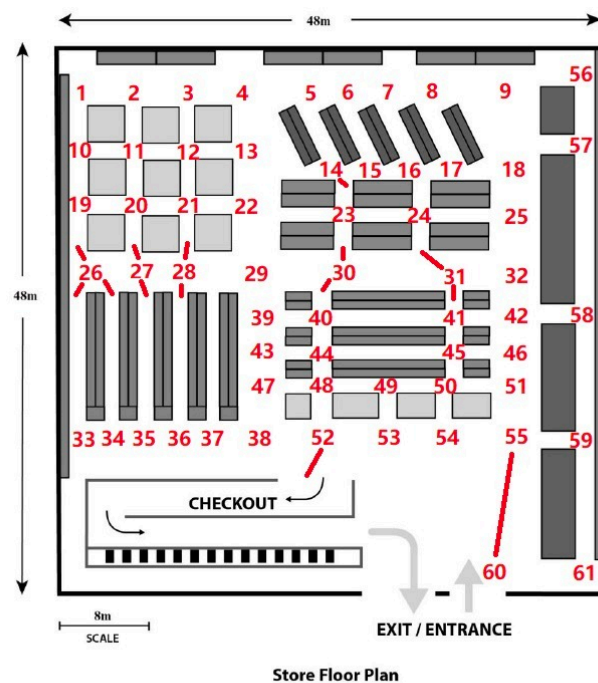 48m
1 2 3 4 5 6 7 8 9 56
10 11 12 13 57
14 15 16 17 18
19 20 21 22 23 24 25
26 27 28 29 30 31 32
48m
39 40 41 42 58
43 44 45 46
47 48 49 50 51
33 34 35 36 37 38 52 53 54 55 59
CHECKOUT
60 61
8m
SCALE
EXIT / ENTRANCE
Store Floor Plan